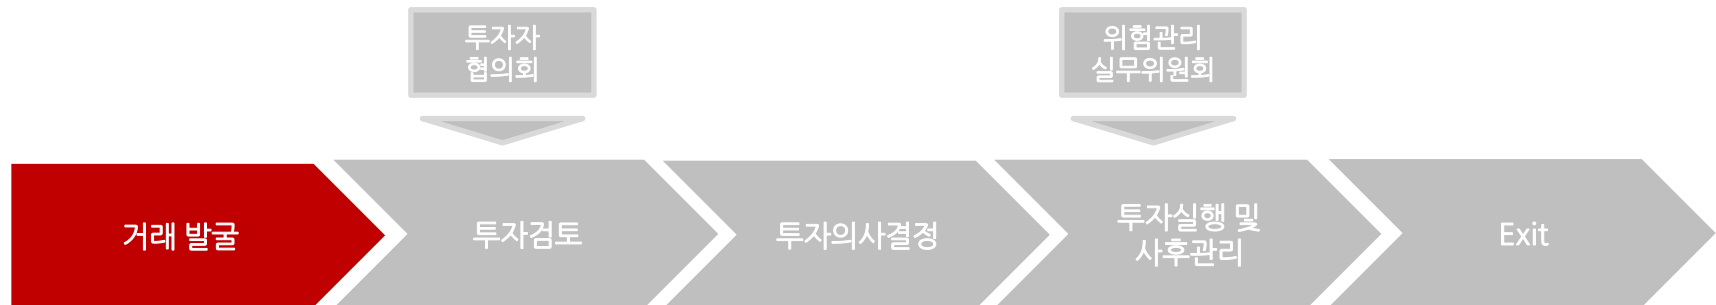 투자자
협의회
위험관리
실무위원회
거래 발굴
투자검토
투자의사결정
투자실행 및
사후관리
Exit